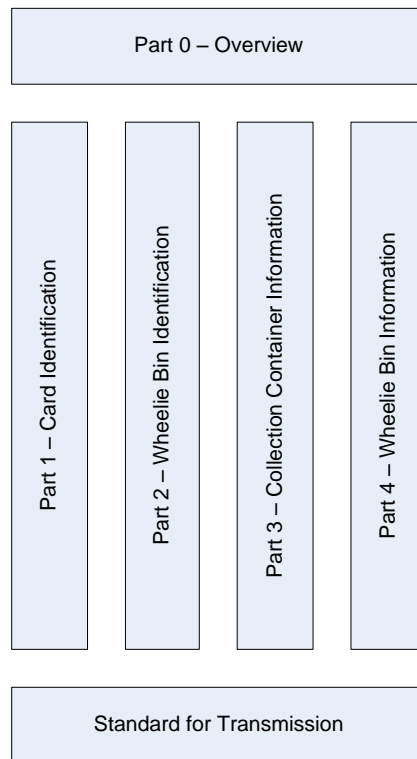 Part 0 – Overview
Part 1 – Card Identification
Part 2 – Wheelie Bin Identification
Part 3 – Collection Container Information
Part 4 – Wheelie Bin Information
Standard for Transmission